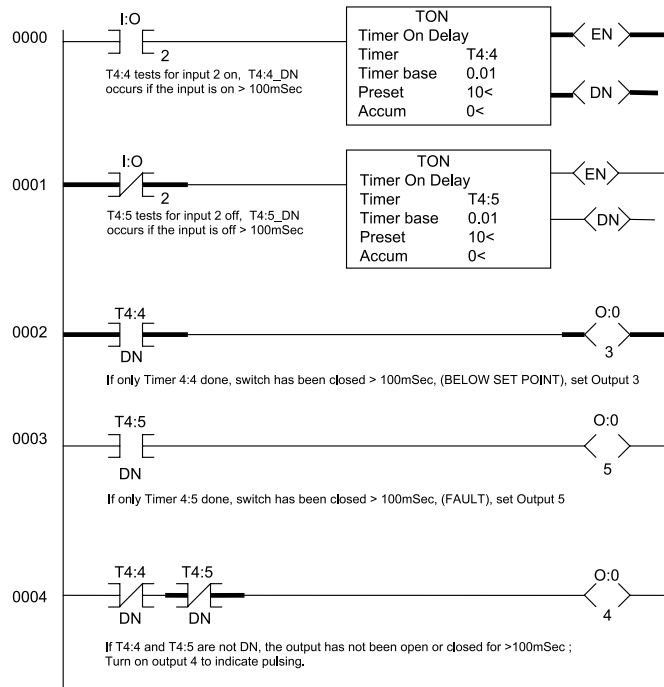 0000
I:O
2
T4:4 tests for input 2 on, T4:4_DN
occurs if the input is on > 100mSec
TON
Timer On Delay
Timer T4:4
Timer base 0.01
Preset 10<
Accum 0<
EN
DN
0001
I:O
2
T4:5 tests for input 2 off, T4:5_DN
occurs if the input is off > 100mSec
TON
Timer On Delay
Timer T4:5
Timer base 0.01
Preset 10<
Accum 0<
EN
DN
0002
T4:4
DN
O:0
3
If only Timer 4:4 done, switch has been closed > 100mSec, (BELOW SET POINT), set Output 3
0003
T4:5
DN
O:0
5
If only Timer 4:5 done, switch has been closed > 100mSec, (FAULT), set Output 5
0004
T4:4 T4:5
DN DN
O:0
4
If T4:4 and T4:5 are not DN, the output has not been open or closed for >100mSec ;
Turn on output 4 to indicate pulsing.